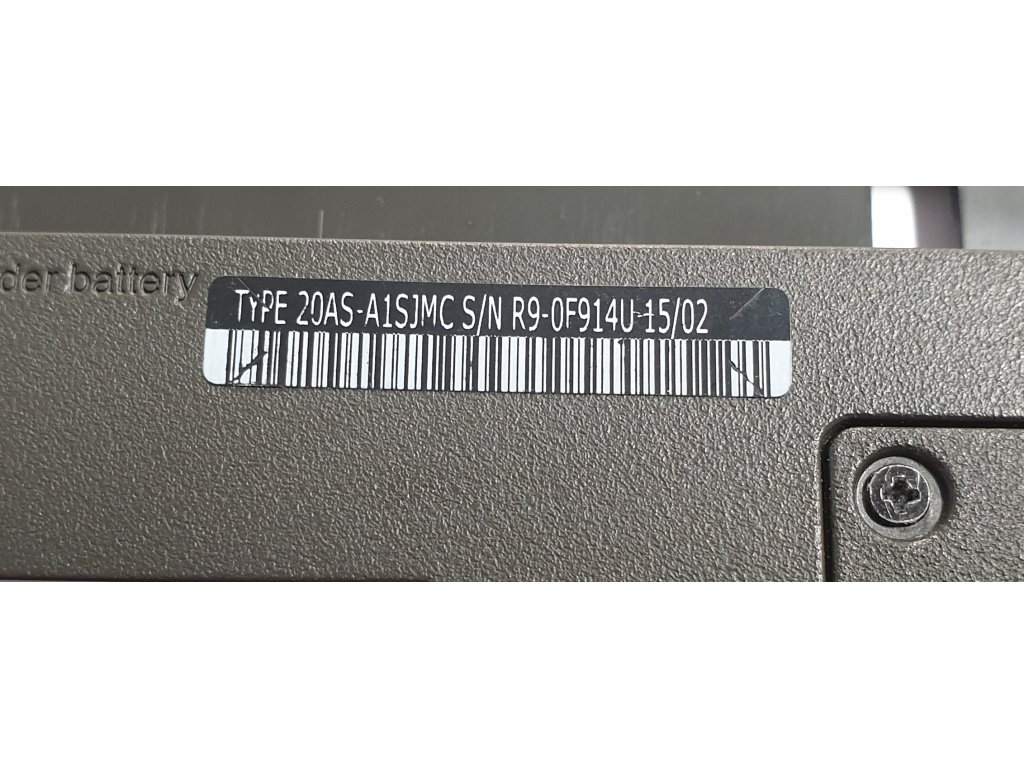 der battery
TYPE 20AS-A1SJMC S/N R9-0F914U 15/02